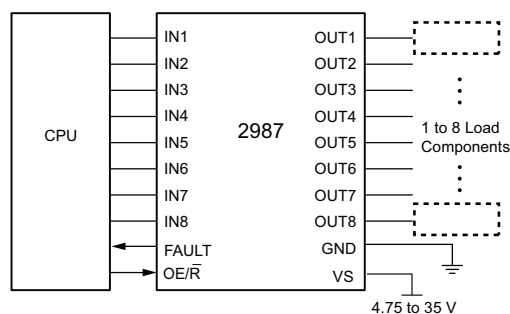 CPU
2987
IN1
IN2
IN3
IN4
IN5
IN6
IN7
IN8
FAULT
OE/R̅
OUT1
OUT2
OUT3
OUT4
OUT5
OUT6
OUT7
OUT8
GND
VS
1 to 8 Load
Components
4.75 to 35 V